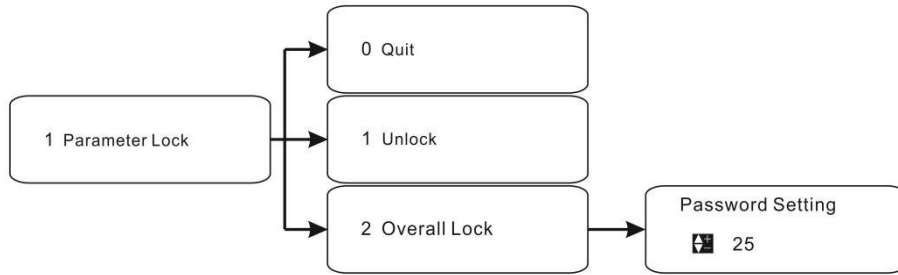 0 Quit
1 Parameter Lock
1 Unlock
2 Overall Lock
Password Setting
25